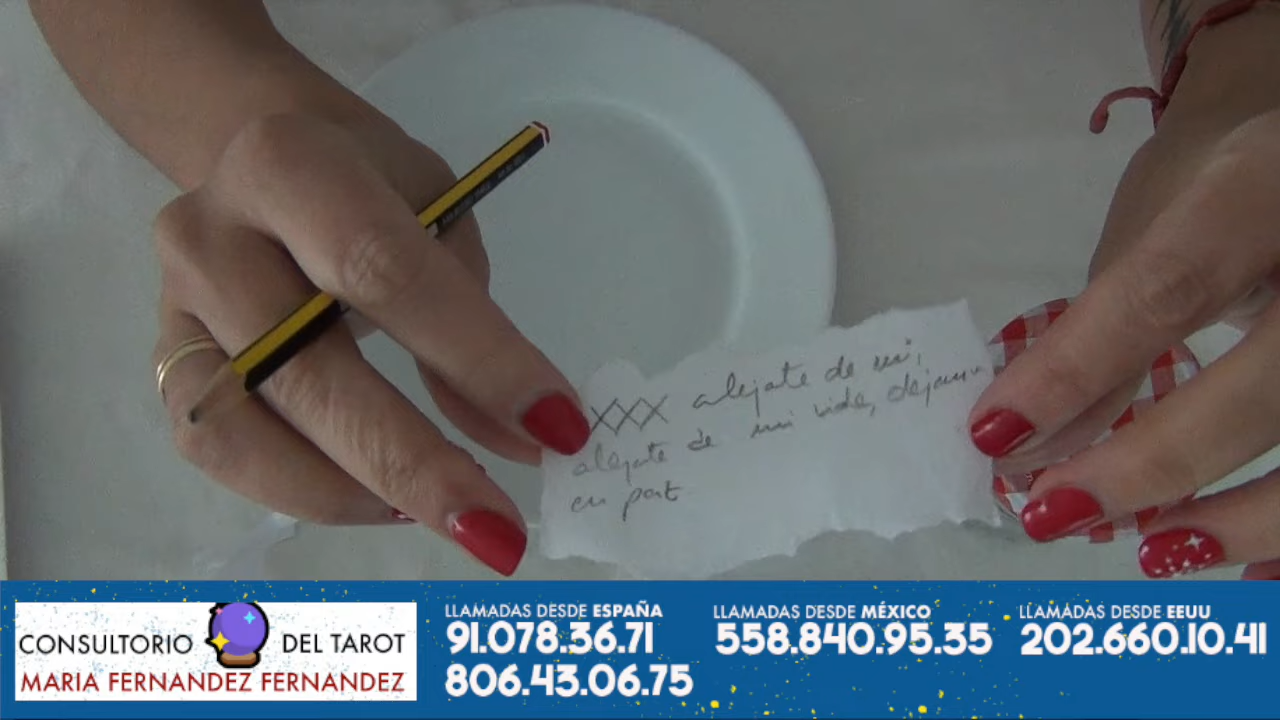 XXX alejate de mi,
alejate de mi vida, dejame
en pat
CONSULTORIO DEL TAROT
MARIA FERNANDEZ FERNANDEZ
LLAMADAS DESDE ESPAÑA
91.078.36.71
806.43.06.75
LLAMADAS DESDE MÉXICO
558.840.95.35
LLAMADAS DESDE EEUU
202.660.10.41